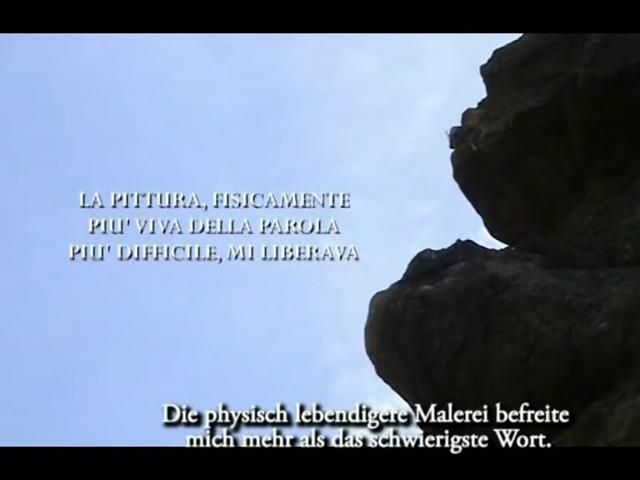 LA PITTURA, FISICAMENTE
PIU' VIVA DELLA PAROLA
PIU' DIFFICILE, MI LIBERAVA
Die physisch lebendigere Malerei befreite
mich mehr als das schwierigste Wort.